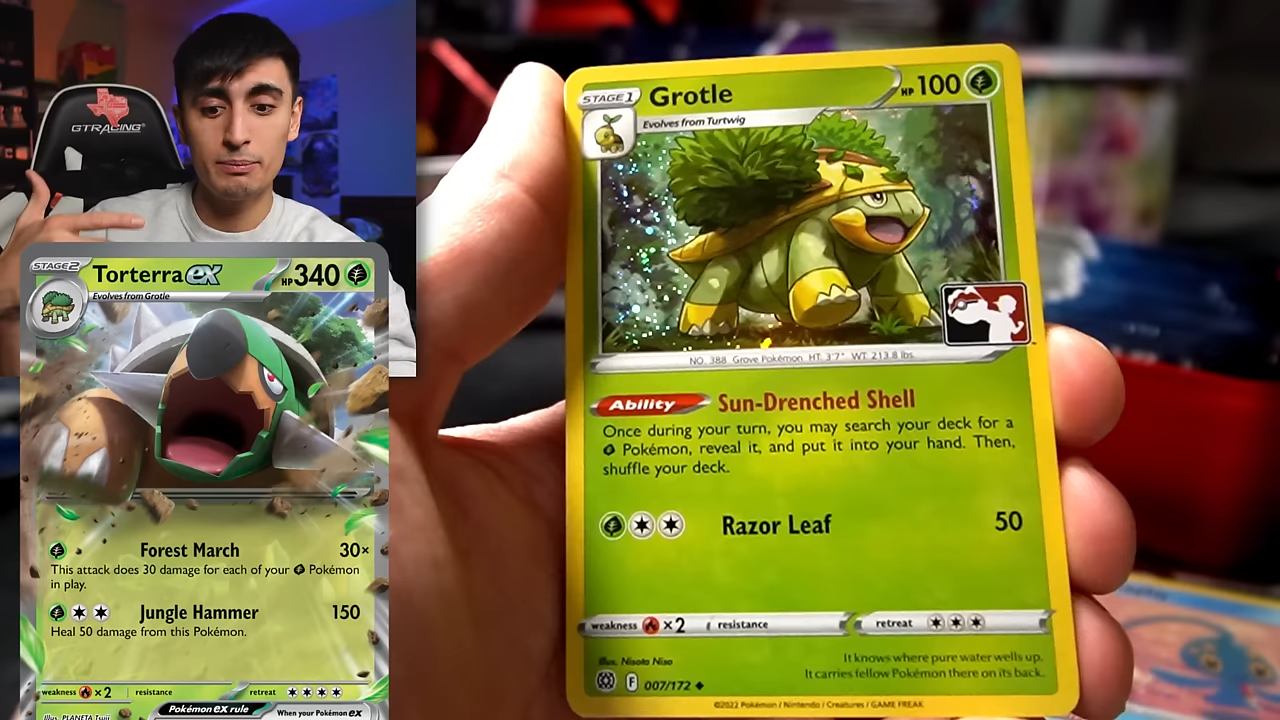 GTRACING
STAGE2
Torterra ex
HP 340
Evolves from Grotle
Forest March 30×
This attack does 30 damage for each of your Pokémon
in play.
Jungle Hammer 150
Heal 50 damage from this Pokémon.
weakness ×2 resistance retreat
Pokémon ex rule
When your Pokémon ex
Illus. PLANETA Tsuji
STAGE1
Grotle
HP 100
Evolves from Turtwig
NO. 388 Grove Pokémon HT: 3'7" WT: 213.8 lbs.
Ability Sun-Drenched Shell
Once during your turn, you may search your deck for a
Pokémon, reveal it, and put it into your hand. Then,
shuffle your deck.
Razor Leaf 50
weakness ×2 resistance retreat
Illus. Nisota Niso
It knows where pure water wells up.
It carries fellow Pokémon there on its back.
F 007/172
©2022 Pokémon / Nintendo / Creatures / GAME FREAK